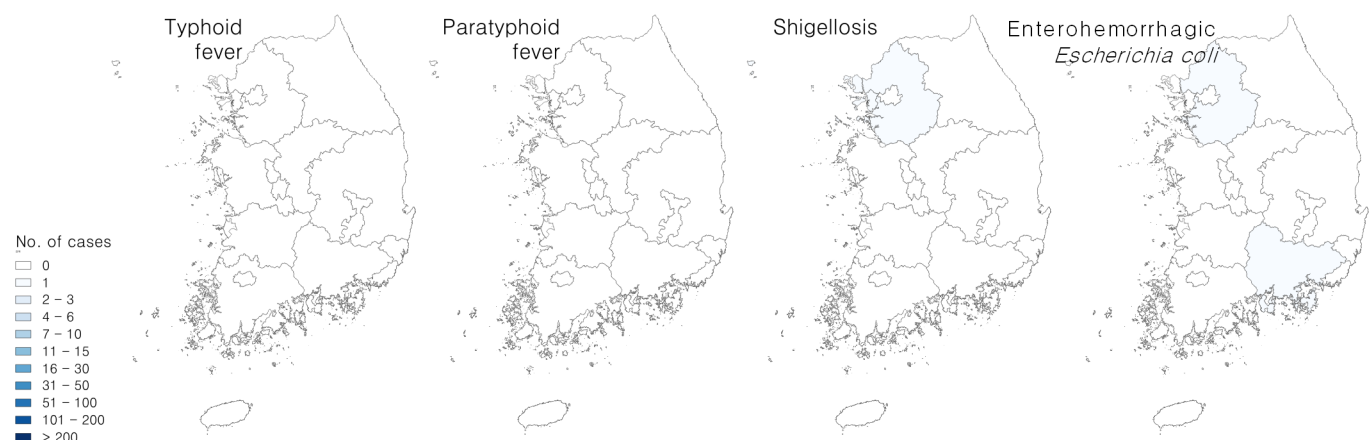 Typhoid
fever
Paratyphoid
fever
Shigellosis
Enterohemorrhagic
Escherichia coli
No. of cases
0
1
2 – 3
4 – 6
7 – 10
11 – 15
16 – 30
31 – 50
51 – 100
101 – 200
> 200